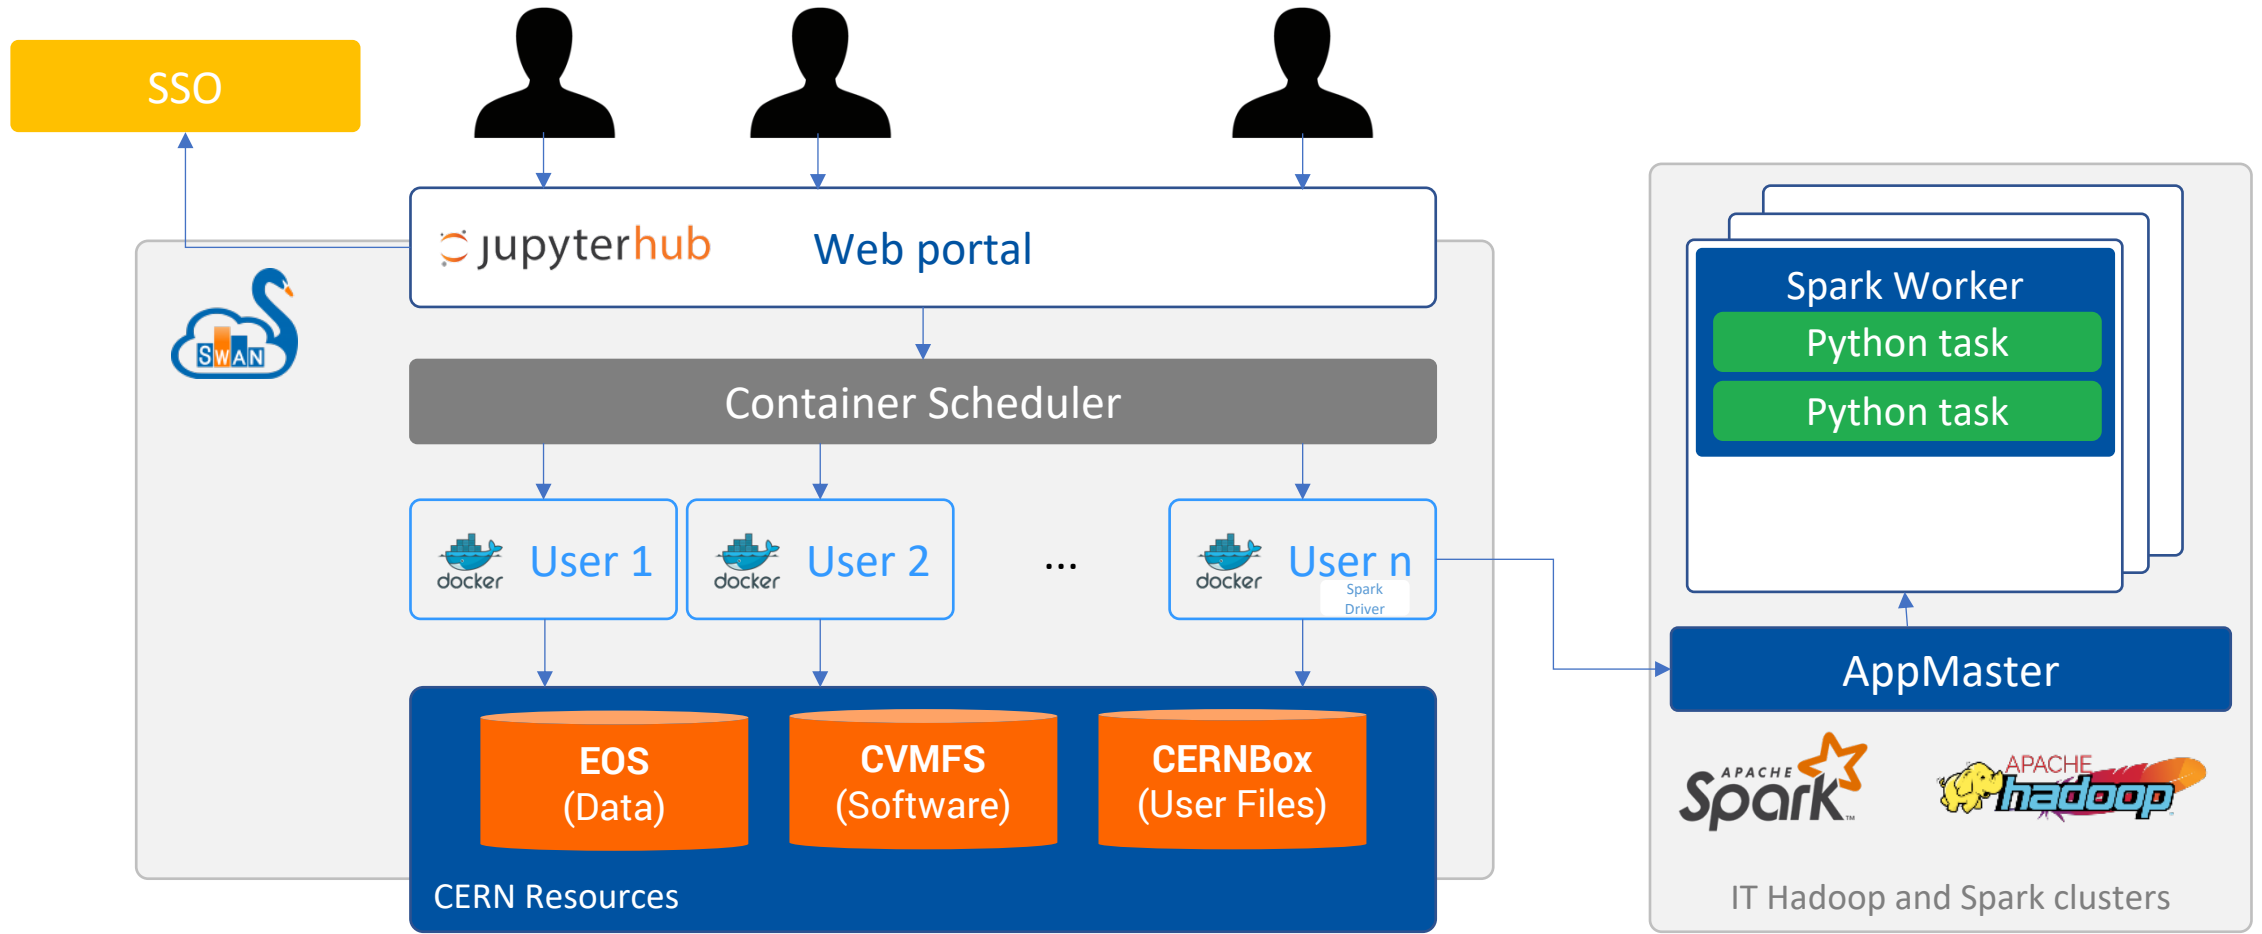 SSO
jupyterhub
Web portal
SWAN
Container Scheduler
docker
User 1
docker
User 2
...
docker
User n
Spark
Driver
EOS
(Data)
CVMFS
(Software)
CERNBox
(User Files)
CERN Resources
Spark Worker
Python task
Python task
AppMaster
APACHE
Spark™
APACHE
hadoop
IT Hadoop and Spark clusters